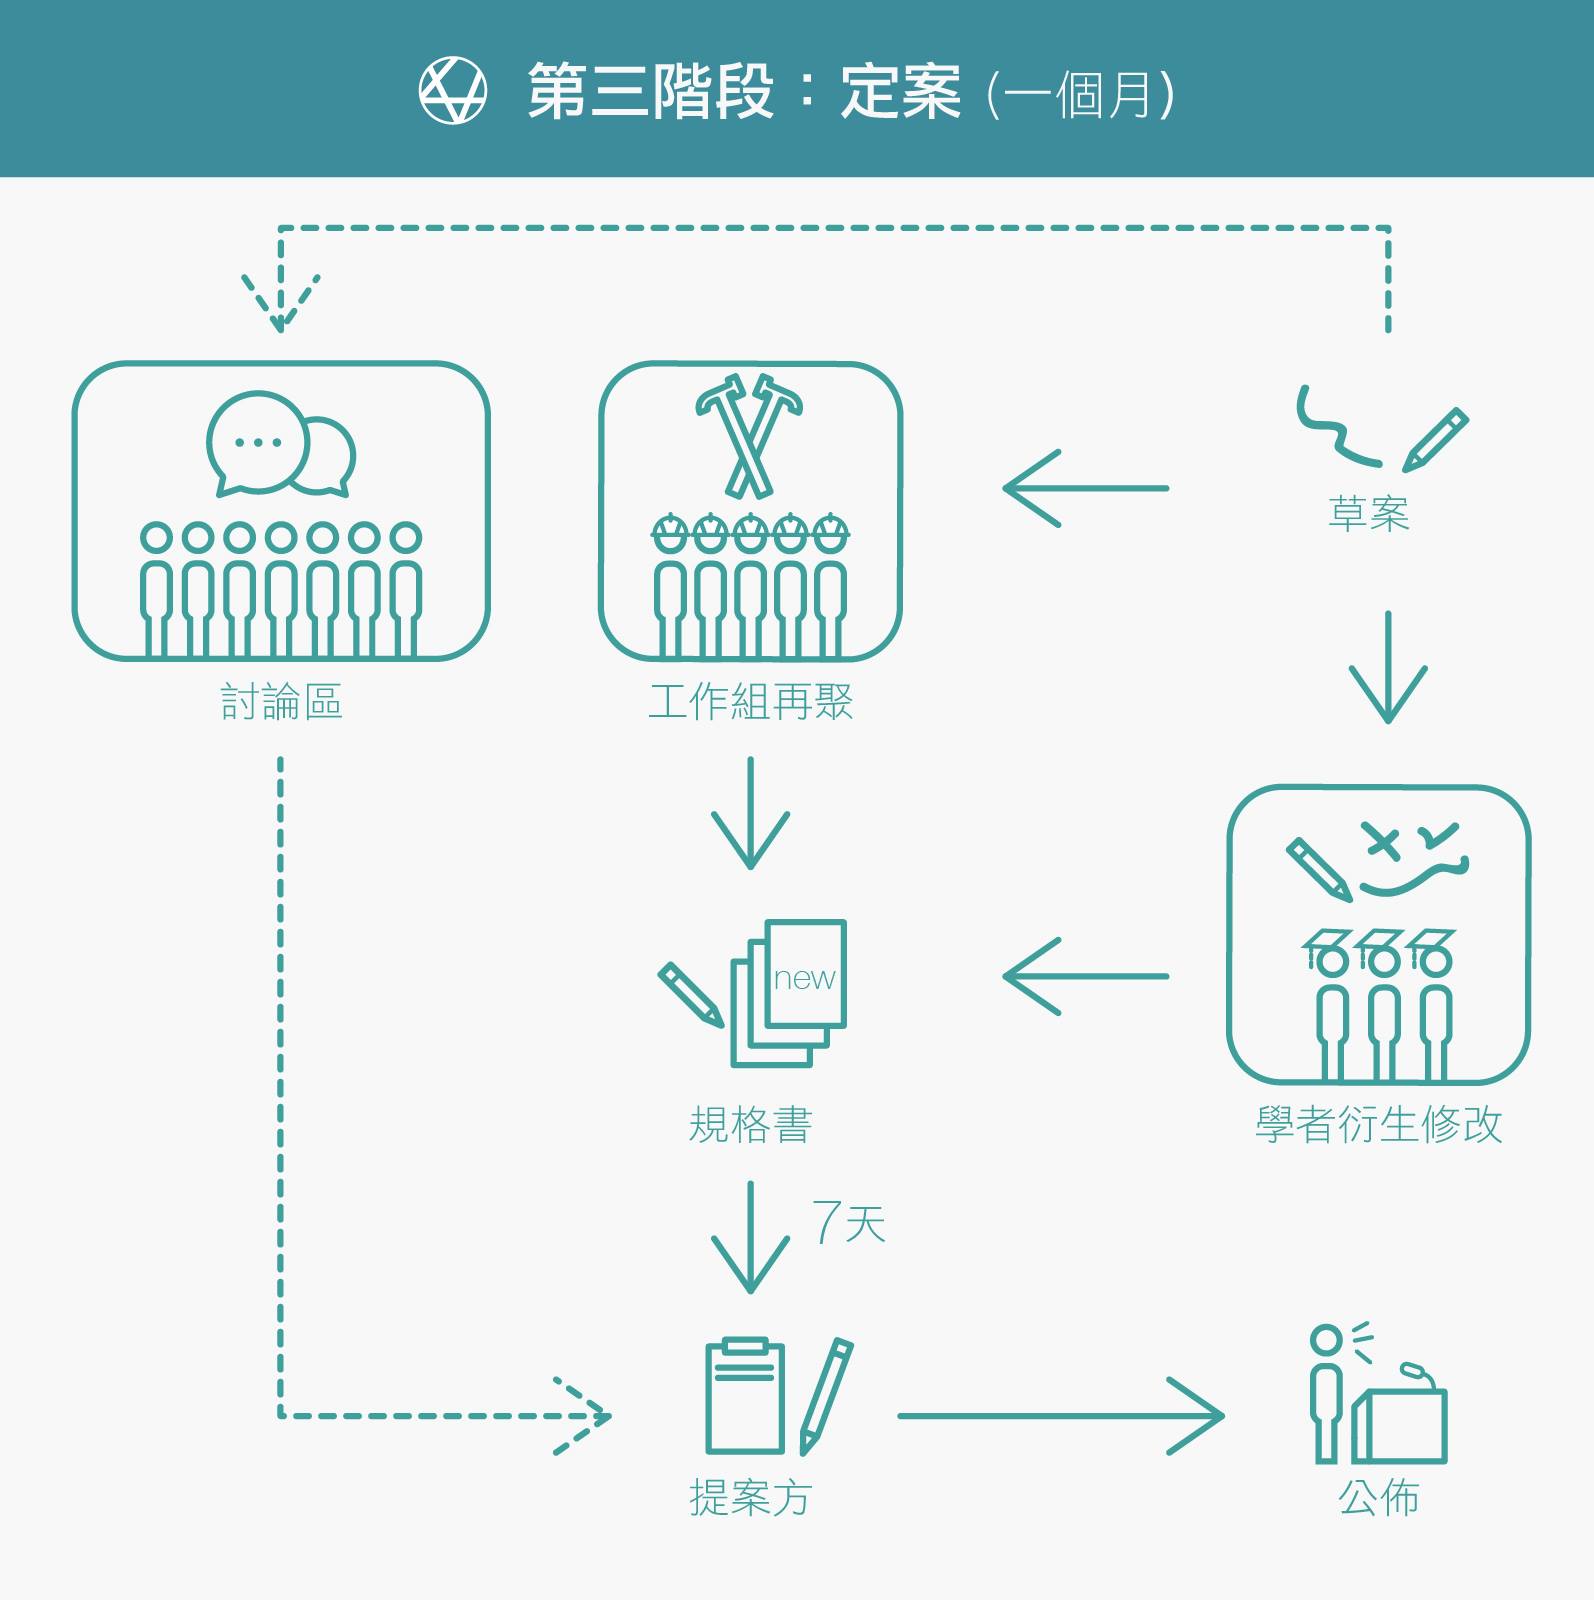 第三階段：定案 (一個月)
草案
討論區
工作組再聚
new
規格書
學者衍生修改
7天
提案方
公佈